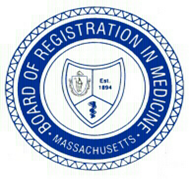 BOARD OF REGISTRATION IN MEDICINE
· MASSACHUSETTS ·
Est.
1894